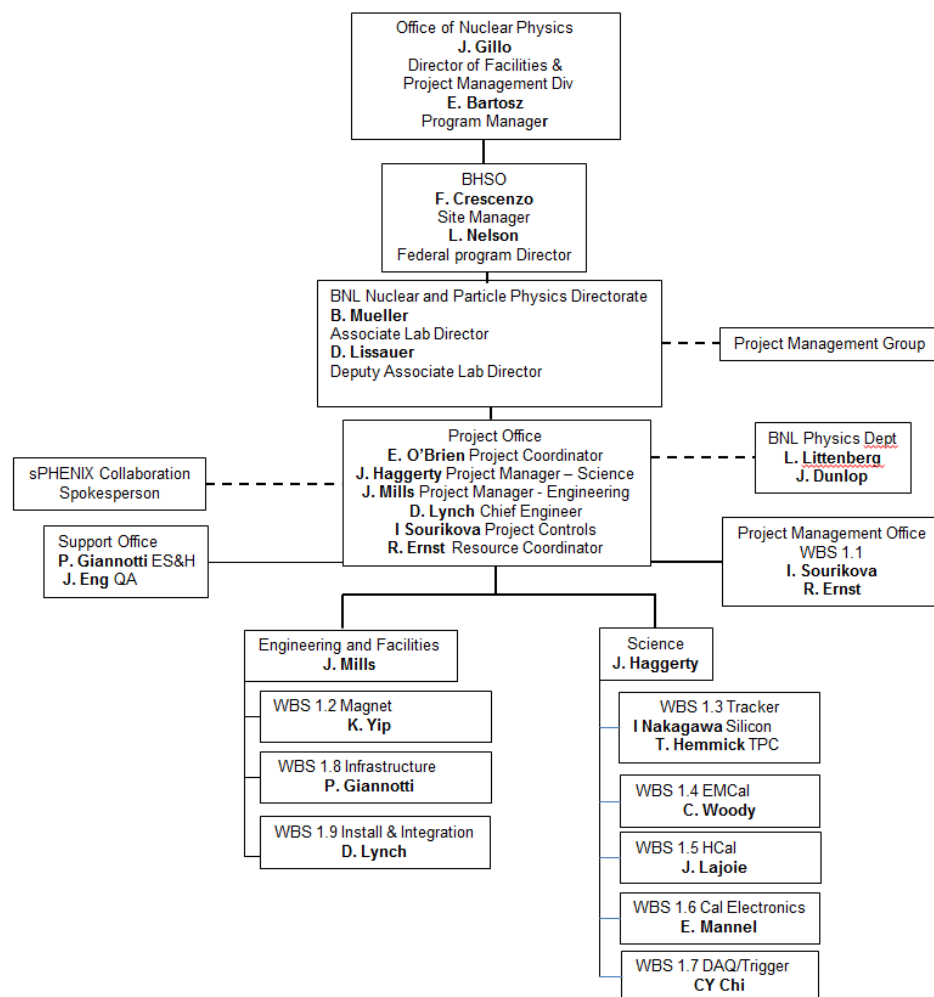 Office of Nuclear Physics
J. Gillo
Director of Facilities &
Project Management Div
E. Bartosz
Program Manager
BHSO
F. Crescenzo
Site Manager
L. Nelson
Federal program Director
BNL Nuclear and Particle Physics Directorate
B. Mueller
Associate Lab Director
D. Lissauer
Deputy Associate Lab Director
Project Management Group
Project Office
E. O'Brien Project Coordinator
J. Haggerty Project Manager – Science
J. Mills Project Manager - Engineering
D. Lynch Chief Engineer
I Sourikova Project Controls
R. Ernst Resource Coordinator
BNL Physics Dept
L. Littenberg
J. Dunlop
sPHENIX Collaboration
Spokesperson
Support Office
P. Giannotti ES&H
J. Eng QA
Project Management Office
WBS 1.1
I. Sourikova
R. Ernst
Engineering and Facilities
J. Mills
WBS 1.2 Magnet
K. Yip
WBS 1.8 Infrastructure
P. Giannotti
WBS 1.9 Install & Integration
D. Lynch
Science
J. Haggerty
WBS 1.3 Tracker
I Nakagawa Silicon
T. Hemmick TPC
WBS 1.4 EMCal
C. Woody
WBS 1.5 HCal
J. Lajoie
WBS 1.6 Cal Electronics
E. Mannel
WBS 1.7 DAQ/Trigger
CY Chi